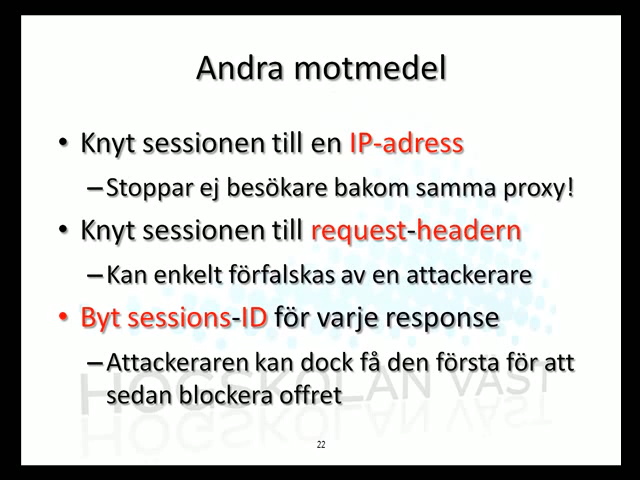 Andra motmedel
• Knyt sessionen till en IP-adress
–Stoppar ej besökare bakom samma proxy!
• Knyt sessionen till request-headern
–Kan enkelt förfalskas av en attackerare
• Byt sessions-ID för varje response
–Attackeraren kan dock få den första för att
sedan blockera offret
HÖGSKOLAN VÄST
22